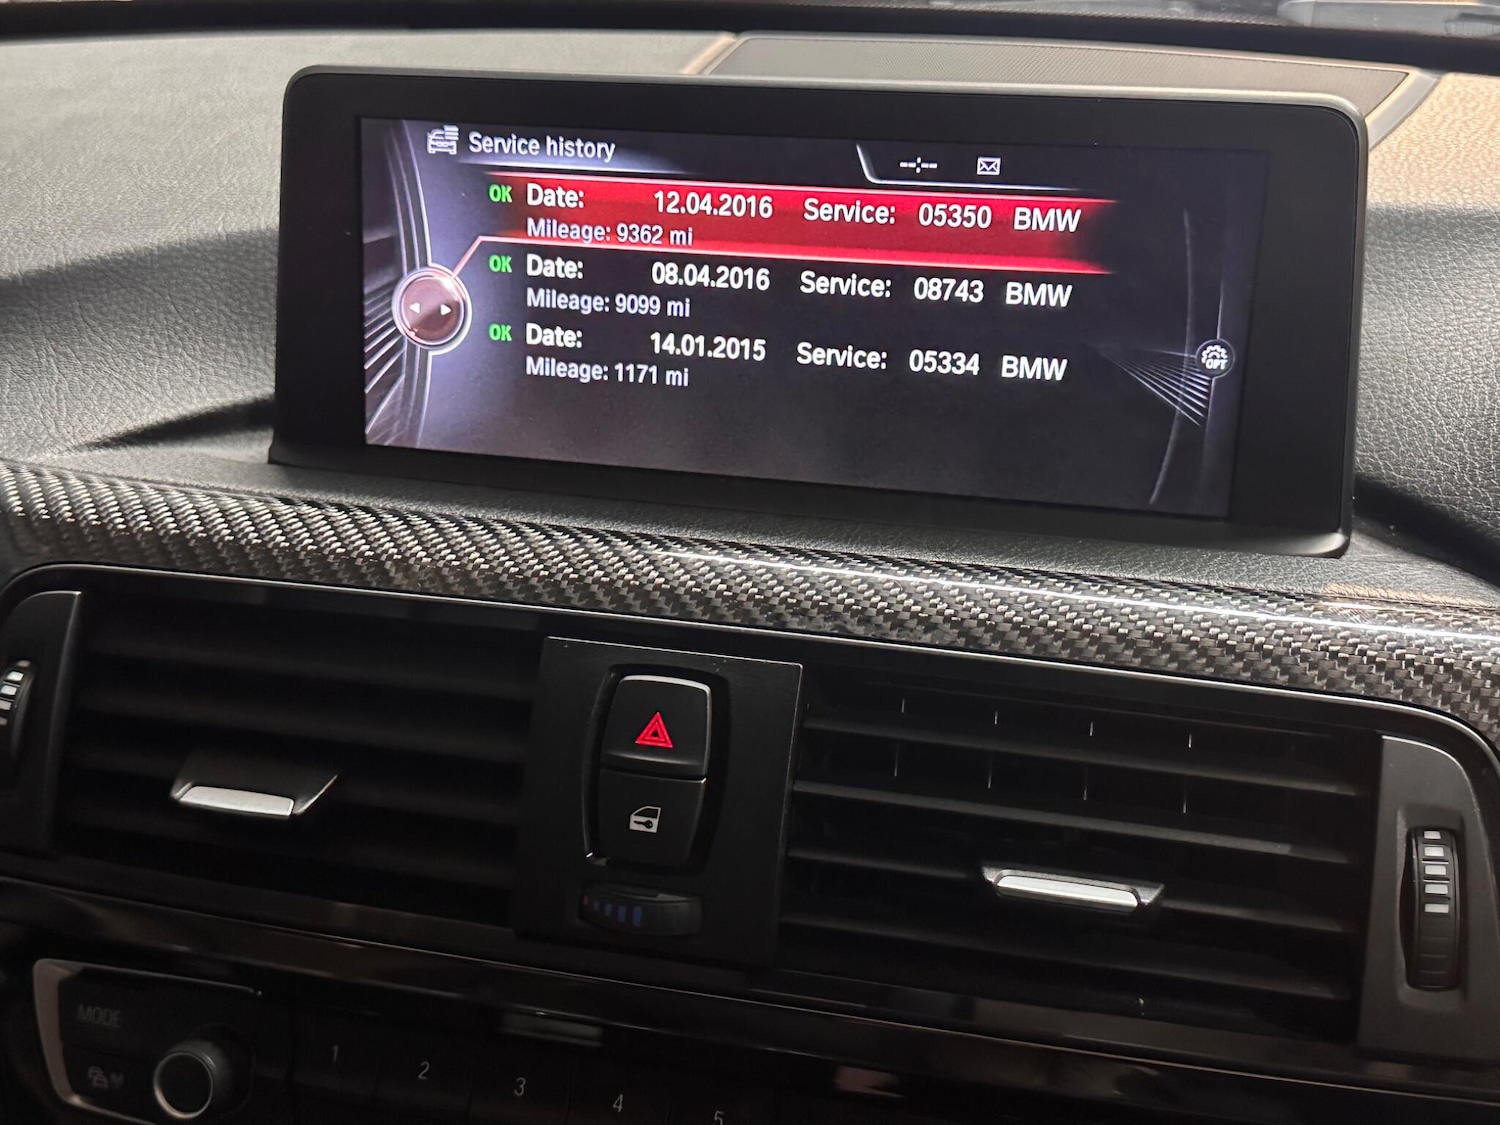 Service history
--:--
OK Date: 12.04.2016 Service: 05350 BMW
Mileage: 9362 mi
OK Date: 08.04.2016 Service: 08743 BMW
Mileage: 9099 mi
OK Date: 14.01.2015 Service: 05334 BMW
Mileage: 1171 mi
OPT
MODE
1 2 3 4 5